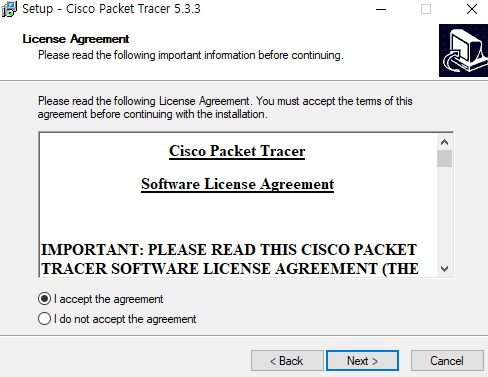 Setup - Cisco Packet Tracer 5.3.3
License Agreement
Please read the following important information before continuing.
Please read the following License Agreement. You must accept the terms of this
agreement before continuing with the installation.
Cisco Packet Tracer
Software License Agreement
IMPORTANT: PLEASE READ THIS CISCO PACKET
TRACER SOFTWARE LICENSE AGREEMENT (THE
I accept the agreement
I do not accept the agreement
< Back Next > Cancel